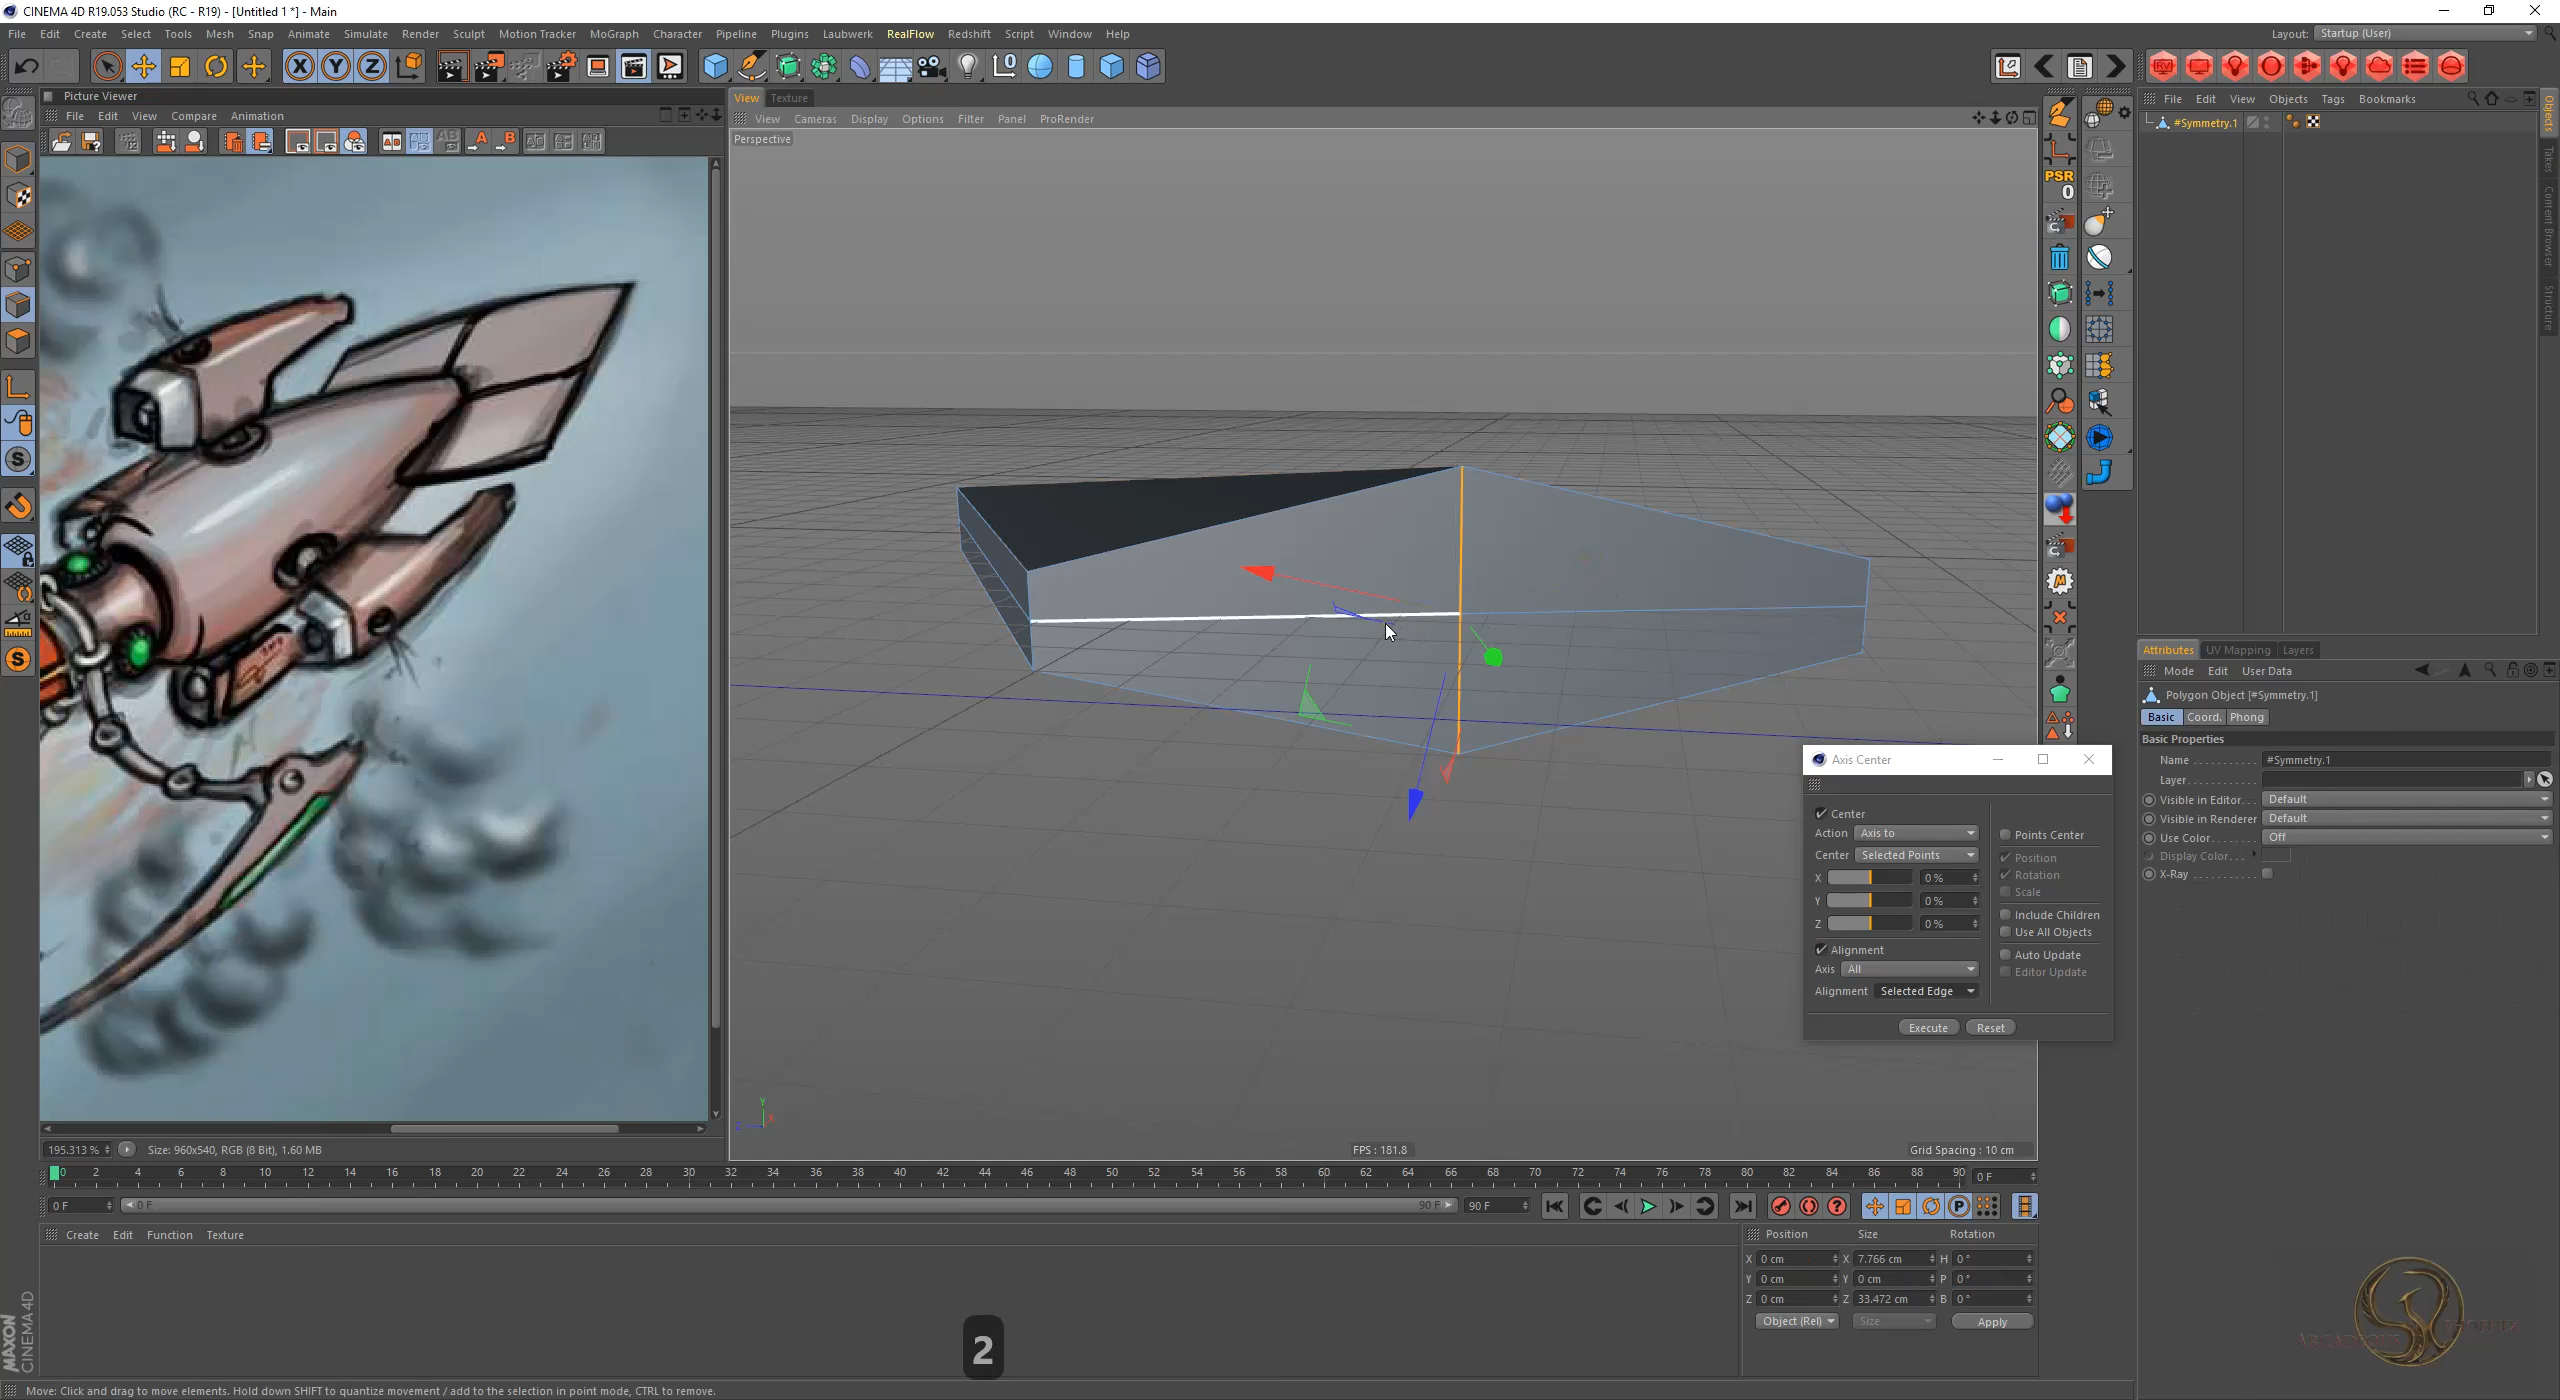 CINEMA 4D R19.053 Studio (RC - R19) - [Untitled 1 *] - Main
File Edit Create Select Tools Mesh Snap Animate Simulate Render Sculpt Motion Tracker MoGraph Character Pipeline Plugins Laubwerk RealFlow Redshift Script Window Help
Layout: Startup (User)
X Y Z
PSR
0
Picture Viewer
File Edit View Compare Animation
View Texture
View Cameras Display Options Filter Panel ProRender
Perspective
File Edit View Objects Tags Bookmarks
#Symmetry.1
Objects
Takes
Content Browser
Structure
Attributes UV Mapping Layers
Mode Edit User Data
Polygon Object [#Symmetry.1]
Basic Coord. Phong
Basic Properties
Name #Symmetry.1
Layer
Visible in Editor Default
Visible in Renderer Default
Use Color Off
Display Color
X-Ray
Axis Center
Center
Action Axis to
Center Selected Points
X 0 %
Y 0 %
Z 0 %
Points Center
Position
Rotation
Scale
Include Children
Use All Objects
Auto Update
Editor Update
Alignment
Axis All
Alignment Selected Edge
Execute Reset
FPS : 181.8
Grid Spacing : 10 cm
195.313 % Size: 960x540, RGB (8 Bit), 1.60 MB
0 2 4 6 8 10 12 14 16 18 20 22 24 26 28 30 32 34 36 38 40 42 44 46 48 50 52 54 56 58 60 62 64 66 68 70 72 74 76 78 80 82 84 86 88 90 0 F
0 F 0 F 90 F 90 F
Create Edit Function Texture
Position Size Rotation
X 0 cm X 7.766 cm H 0 °
Y 0 cm Y 0 cm P 0 °
Z 0 cm Z 33.472 cm B 0 °
Object (Rel) Size Apply
2
MAXON
CINEMA 4D
Move: Click and drag to move elements. Hold down SHIFT to quantize movement / add to the selection in point mode, CTRL to remove.